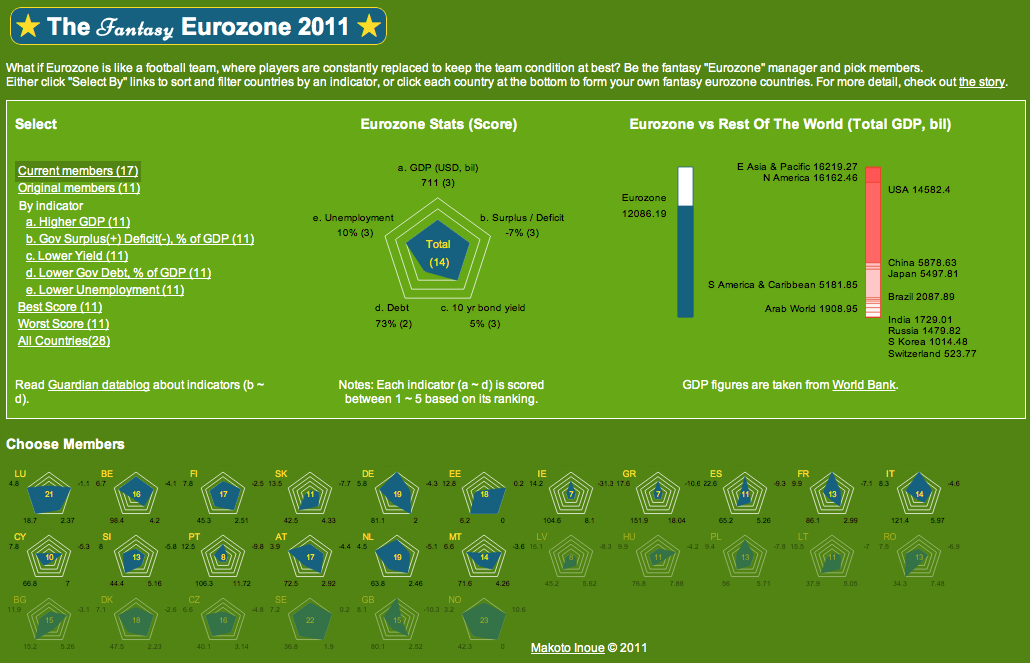 The Fantasy Eurozone 2011
What if Eurozone is like a football team, where players are constantly replaced to keep the team condition at best? Be the fantasy "Eurozone" manager and pick members.
Either click "Select By" links to sort and filter countries by an indicator, or click each country at the bottom to form your own fantasy eurozone countries. For more detail, check out the story.
Select
Current members (17)
Original members (11)
By indicator
a. Higher GDP (11)
b. Gov Surplus(+) Deficit(-), % of GDP (11)
c. Lower Yield (11)
d. Lower Gov Debt, % of GDP (11)
e. Lower Unemployment (11)
Best Score (11)
Worst Score (11)
All Countries(28)
Read Guardian datablog about indicators (b ~
d).
Eurozone Stats (Score)
a. GDP (USD, bil)
711 (3)
e. Unemployment
10% (3)
b. Surplus / Deficit
-7% (3)
Total
(14)
d. Debt
73% (2)
c. 10 yr bond yield
5% (3)
Notes: Each indicator (a ~ d) is scored
between 1 ~ 5 based on its ranking.
Eurozone vs Rest Of The World (Total GDP, bil)
Eurozone
12086.19
E Asia & Pacific 16219.27
N America 16162.46
S America & Caribbean 5181.85
Arab World 1908.95
USA 14582.4
China 5878.63
Japan 5497.81
Brazil 2087.89
India 1729.01
Russia 1479.82
S Korea 1014.48
Switzerland 523.77
GDP figures are taken from World Bank.
Choose Members
LU BE FI SK DE EE IE GR ES FR IT
4.8 -1.1 6.7 -4.1 7.8 -2.5 13.5 -7.7 5.8 -4.3 12.8 0.2 14.2 -31.3 17.6 -10.6 22.6 -9.3 9.9 -7.1 8.3 -4.6
21 16 17 11 19 18 7 7 11 13 14
18.7 2.37 98.4 4.2 45.3 2.51 42.5 4.33 81.1 2 6.2 0 104.6 8.1 151.9 18.04 65.2 5.26 86.1 2.99 121.4 5.97
CY SI PT AT NL MT LV HU PL LT RO
7.8 -5.3 8 -5.8 12.5 -9.8 3.9 -4.4 4.5 -5.1 6.6 -3.6 16.1 -8.3 9.9 -4.2 9.4 -7.8 15.5 -7 7.5 -6.9
10 13 8 17 19 14 8 11 13 11 13
66.8 7 44.4 5.16 106.3 11.72 72.5 2.92 63.8 2.46 71.6 4.26 45.2 5.62 76.8 7.88 56 5.71 37.9 5.05 34.3 7.48
BG DK CZ SE GB NO
11.9 -3.1 7.1 -2.6 6.6 -4.8 7.2 0.2 8.1 -10.3 3.2 10.6
15 18 16 22 15 23
15.2 5.26 47.5 2.23 40.1 3.14 36.8 1.9 80.1 2.52 42.3 0
Makoto Inoue © 2011